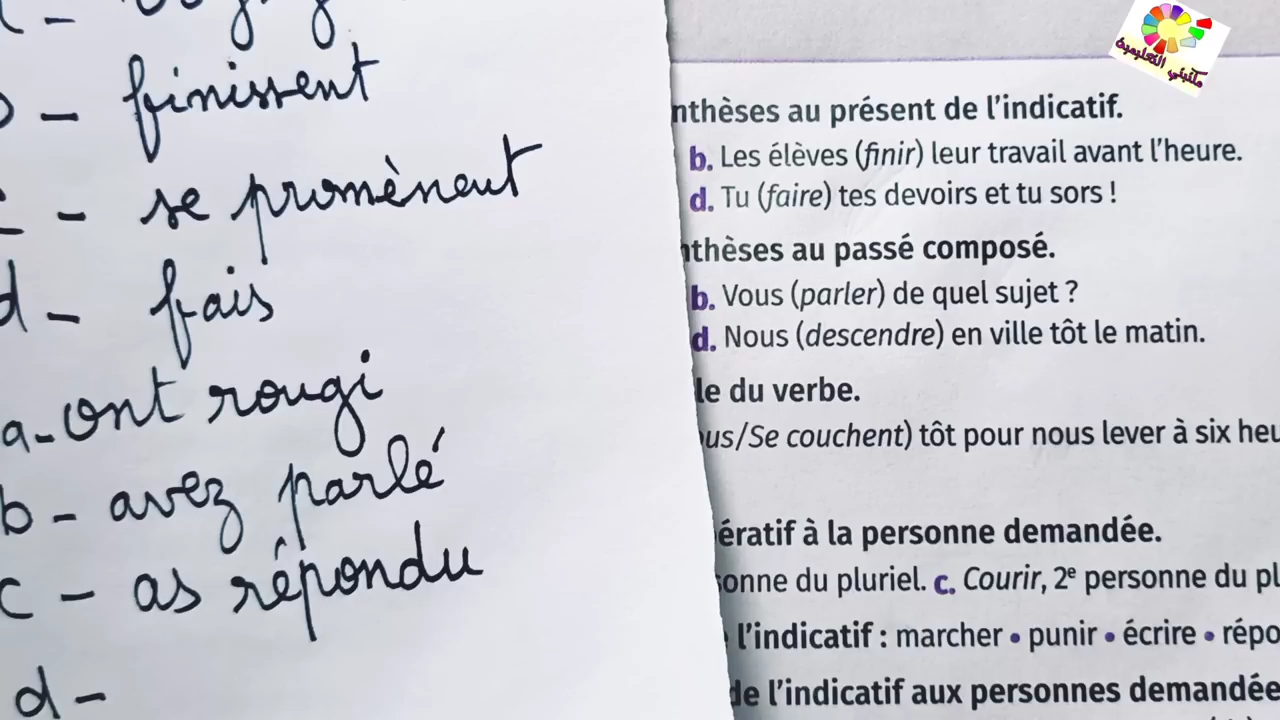 b - finissent
c - se promènent
d - fais
a - ont rougi
b - avez parlé
c - as répondu
d -
مكتبتي التعليمية
nthèses au présent de l'indicatif.
b. Les élèves (finir) leur travail avant l'heure.
d. Tu (faire) tes devoirs et tu sors !
nthèses au passé composé.
b. Vous (parler) de quel sujet ?
d. Nous (descendre) en ville tôt le matin.
le du verbe.
us/Se couchent) tôt pour nous lever à six heu
ératif à la personne demandée.
sonne du pluriel. c. Courir, 2e personne du pl
l'indicatif : marcher • punir • écrire • répo
de l'indicatif aux personnes demandée